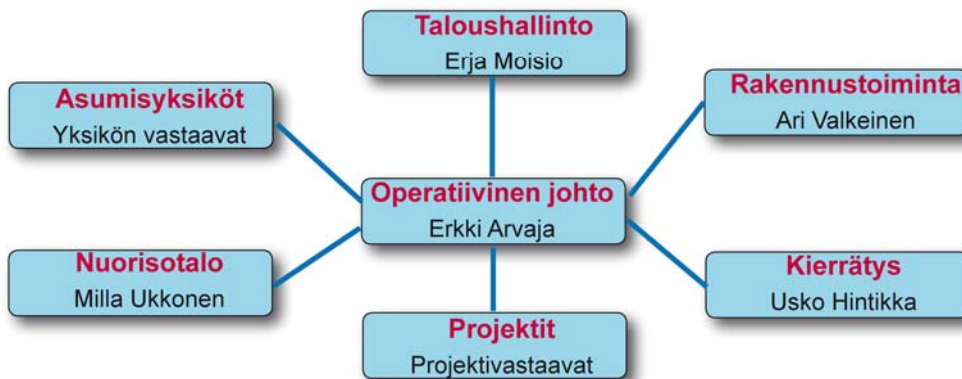 Taloushallinto
Erja Moisio
Asumisyksiköt
Yksikön vastaavat
Rakennustoiminta
Ari Valkeinen
Operatiivinen johto
Erkki Arvaja
Nuorisotalo
Milla Ukkonen
Kierrätys
Usko Hintikka
Projektit
Projektivastaavat